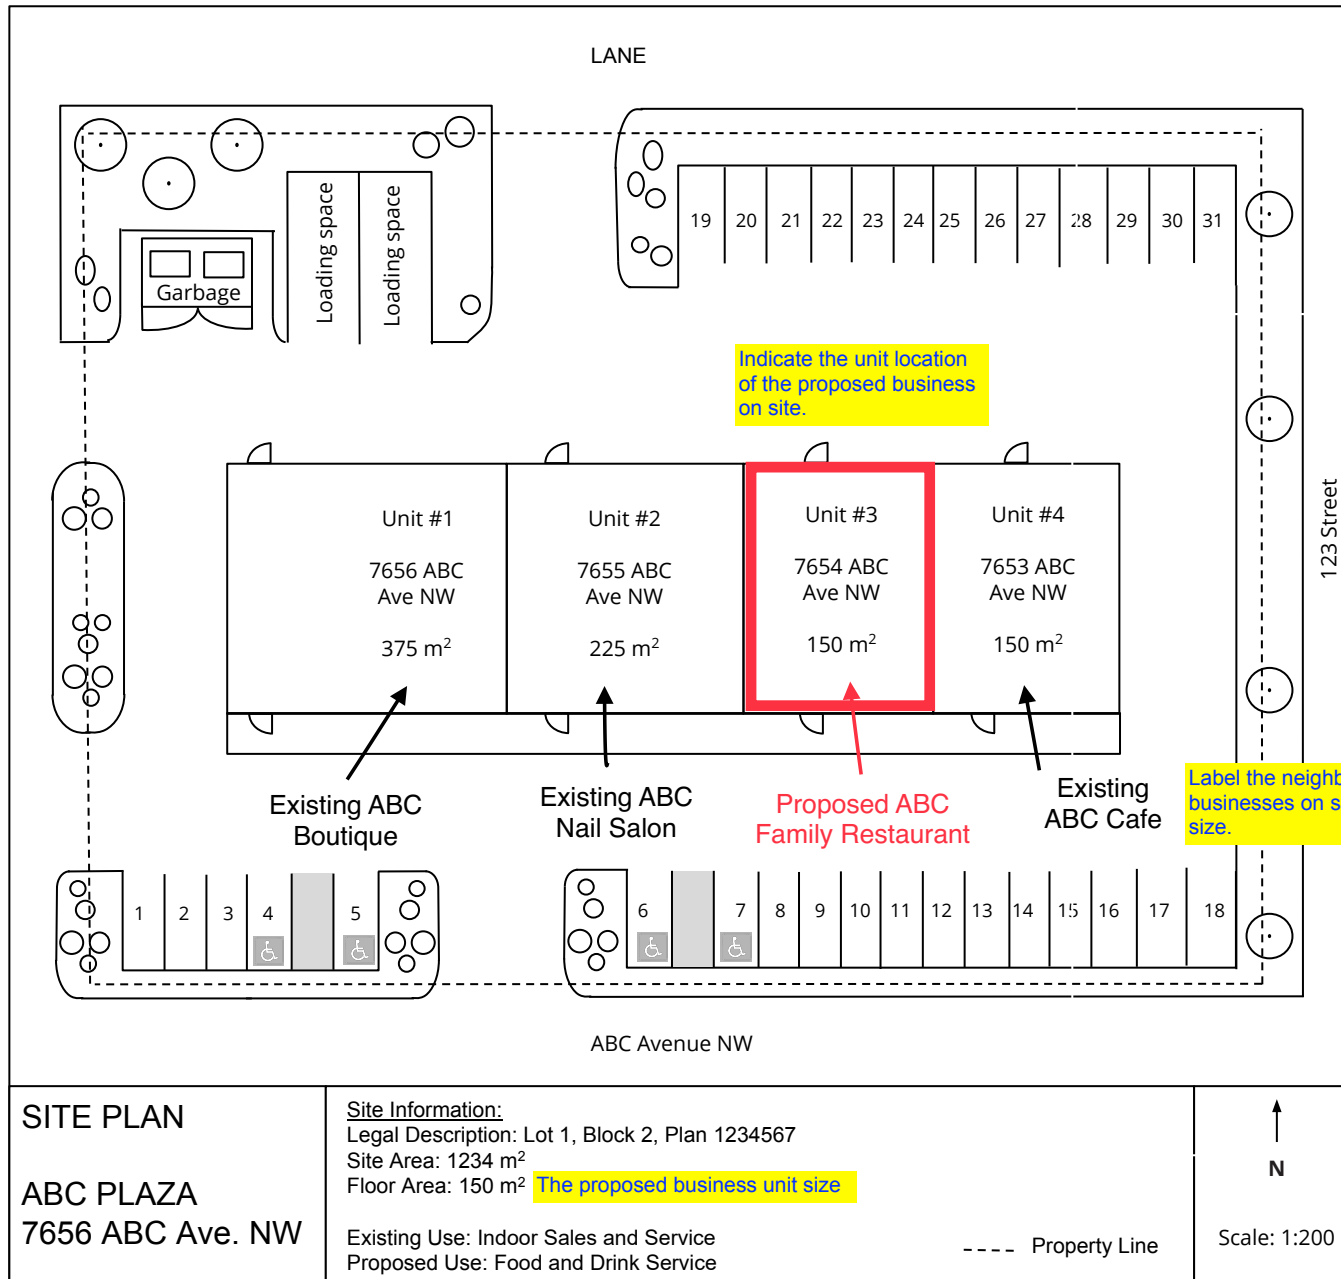 LANE
Loading space
Loading space
Garbage
19 20 21 22 23 24 25 26 27 28 29 30 31
Indicate the unit location
of the proposed business
on site.
123 Street
Unit #1
7656 ABC
Ave NW
375 m²
Unit #2
7655 ABC
Ave NW
225 m²
Unit #3
7654 ABC
Ave NW
150 m²
Unit #4
7653 ABC
Ave NW
150 m²
Existing ABC
Boutique
Existing ABC
Nail Salon
Proposed ABC
Family Restaurant
Existing
ABC Cafe
Label the
businesses on
size.
1 2 3 4 5
6 7 8 9 10 11 12 13 14 15 16 17 18
ABC Avenue NW
SITE PLAN
ABC PLAZA
7656 ABC Ave. NW
Site Information:
Legal Description: Lot 1, Block 2, Plan 1234567
Site Area: 1234 m²
Floor Area: 150 m² The proposed business unit size
Existing Use: Indoor Sales and Service
Proposed Use: Food and Drink Service
---- Property Line
N
Scale: 1:200